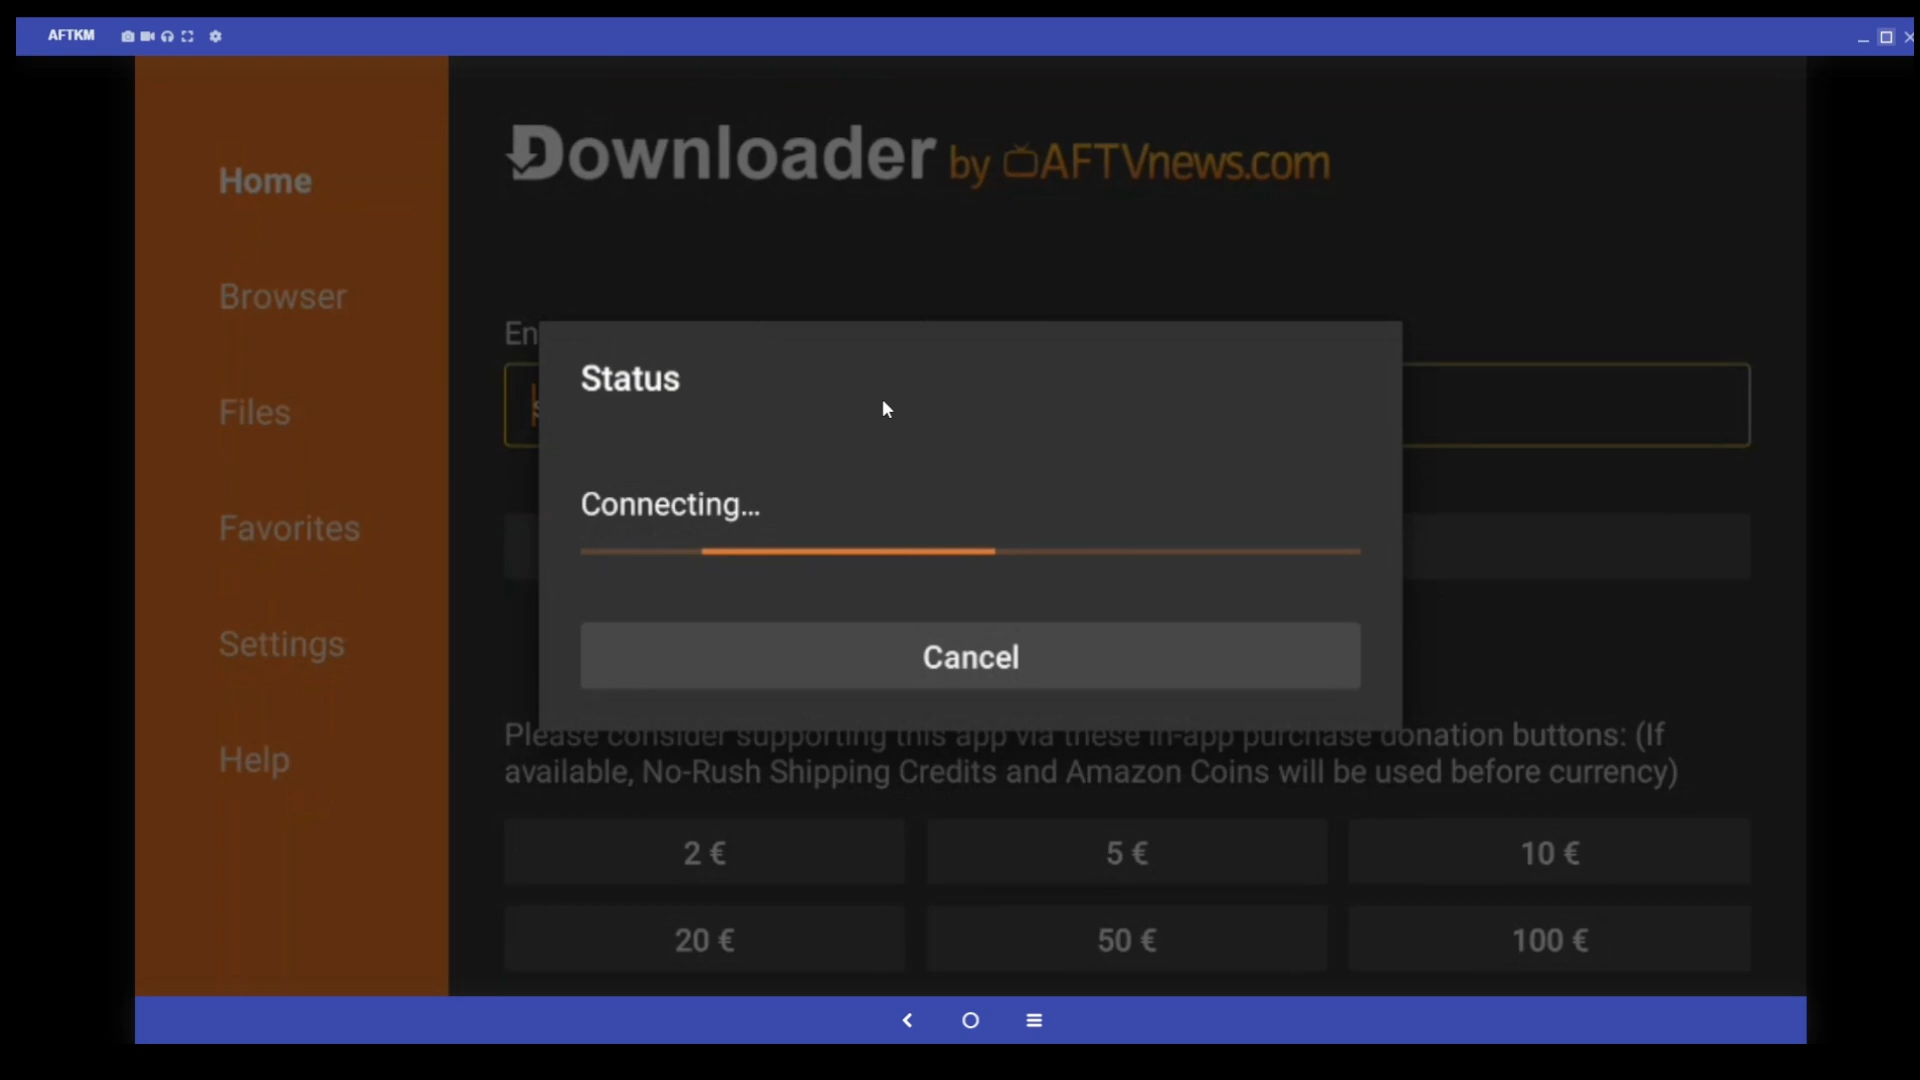 AFTKM
Home
Browser
Files
Favorites
Settings
Help
Downloader by AFTVnews.com
En
Status
Connecting...
Cancel
Please consider supporting this app via these in-app purchase donation buttons: (If
available, No-Rush Shipping Credits and Amazon Coins will be used before currency)
2 €
5 €
10 €
20 €
50 €
100 €